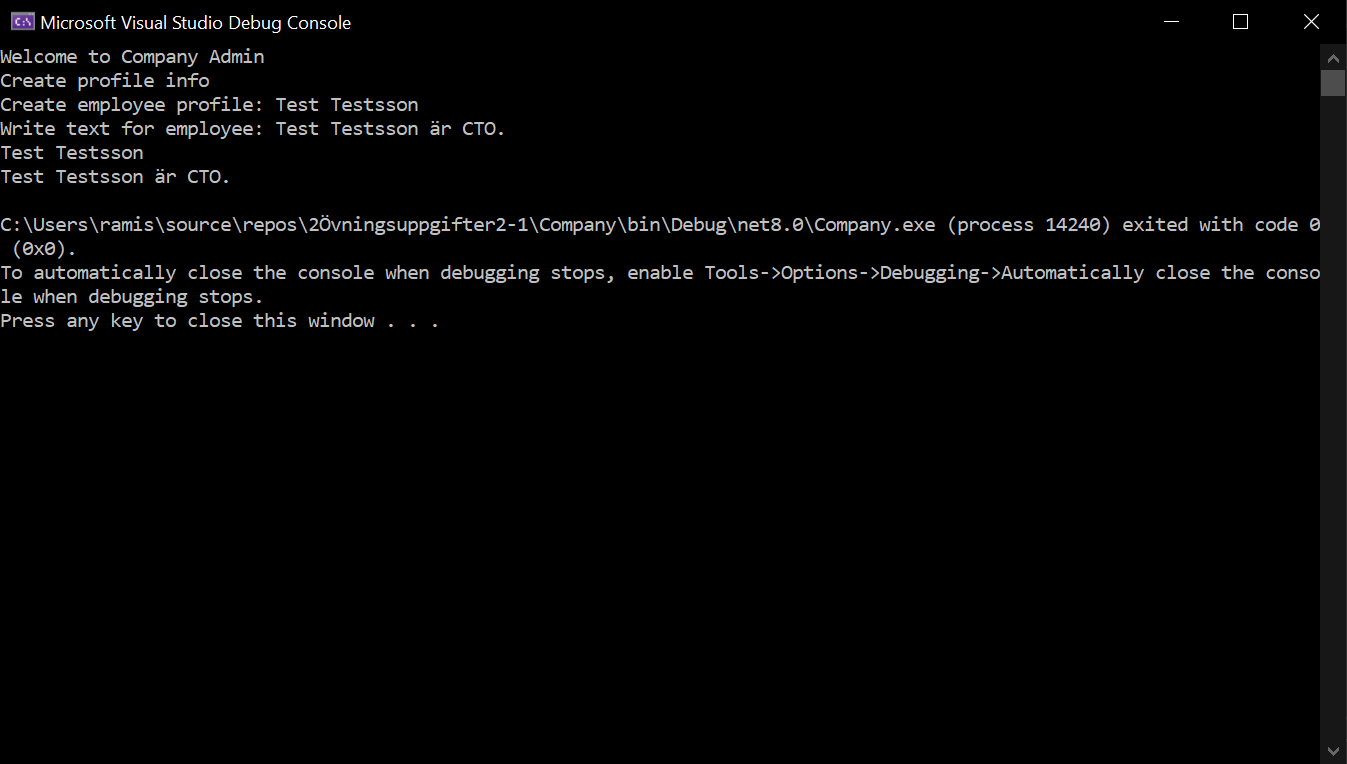 Microsoft Visual Studio Debug Console
Welcome to Company Admin
Create profile info
Create employee profile: Test Testsson
Write text for employee: Test Testsson är CTO.
Test Testsson
Test Testsson är CTO.
C:\Users\ramis\source\repos\2Övningsuppgifter2-1\Company\bin\Debug\net8.0\Company.exe (process 14240) exited with code 0
 (0x0).
To automatically close the console when debugging stops, enable Tools->Options->Debugging->Automatically close the conso
le when debugging stops.
Press any key to close this window . . .